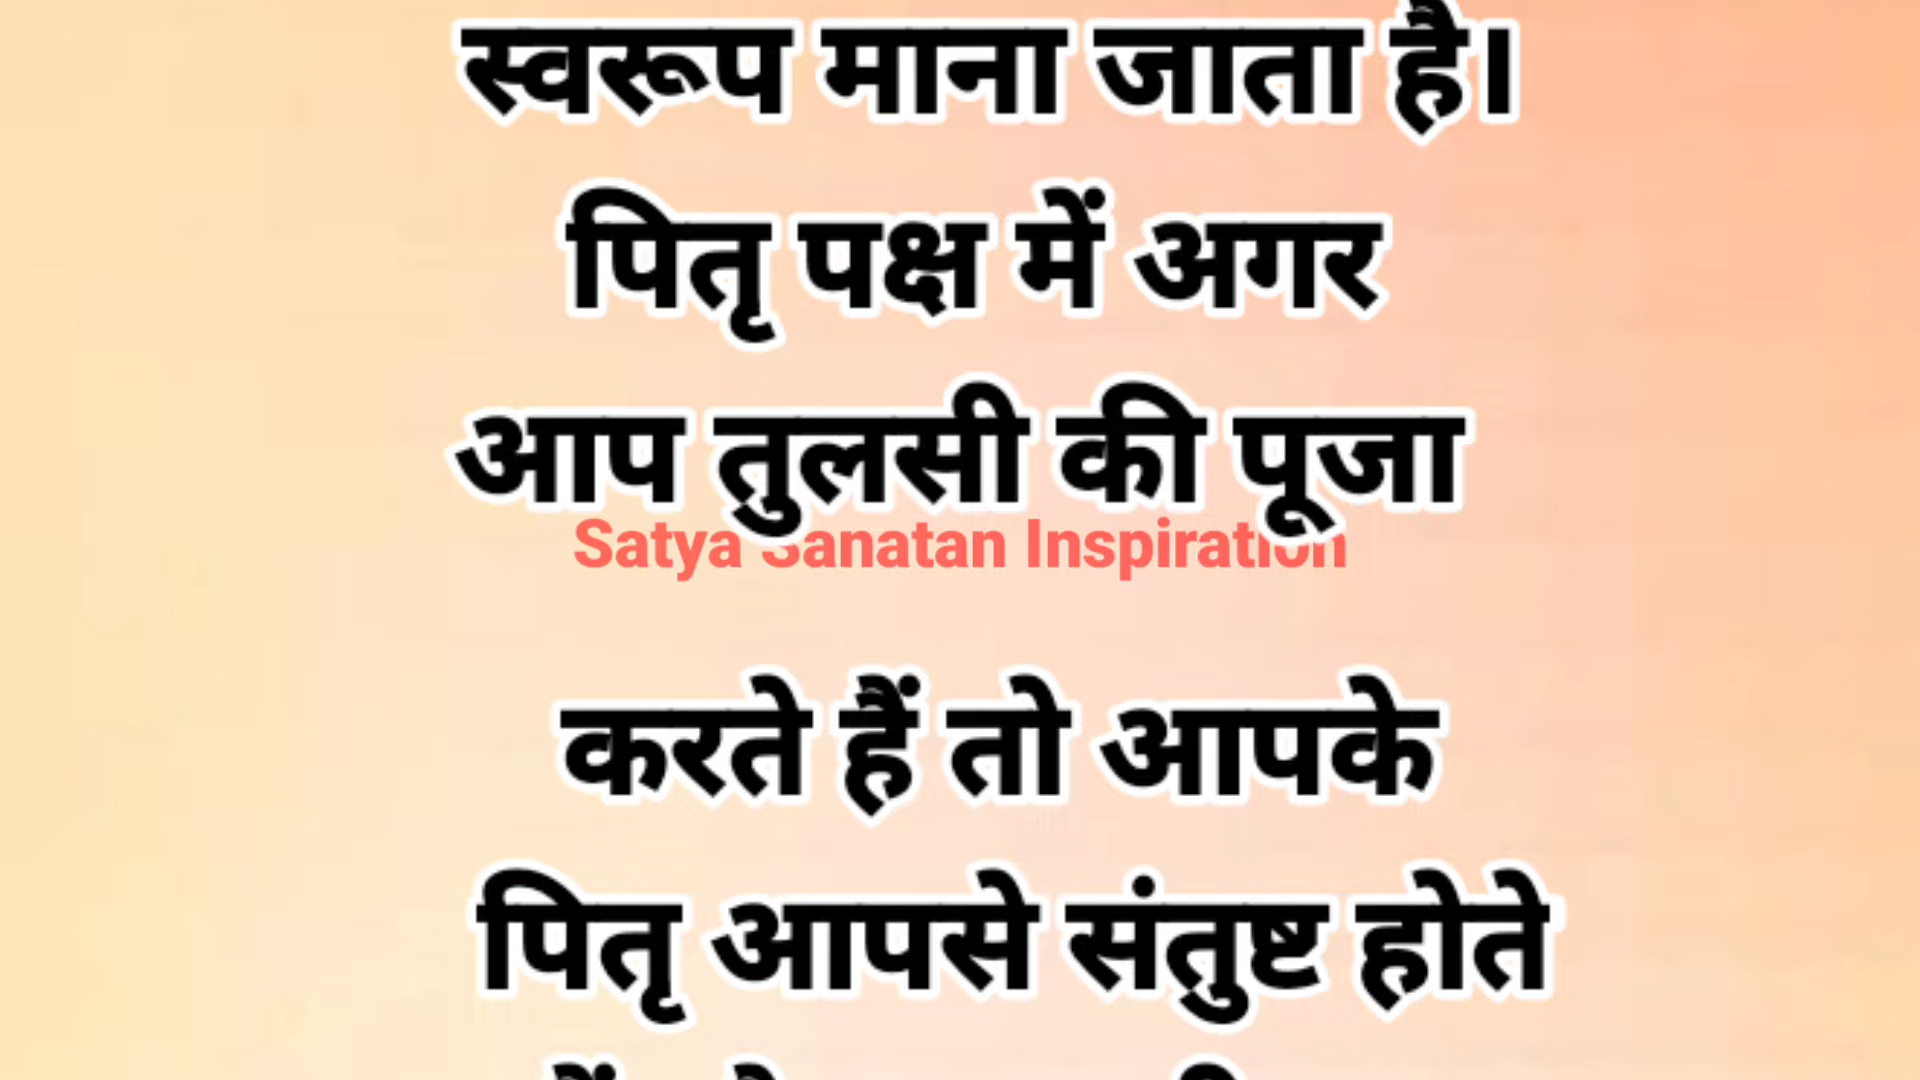 स्वरूप माना जाता है।
पितृ पक्ष में अगर
आप तुलसी की पूजा
Satya Sanatan Inspiration
करते हैं तो आपके
पितृ आपसे संतुष्ट होते